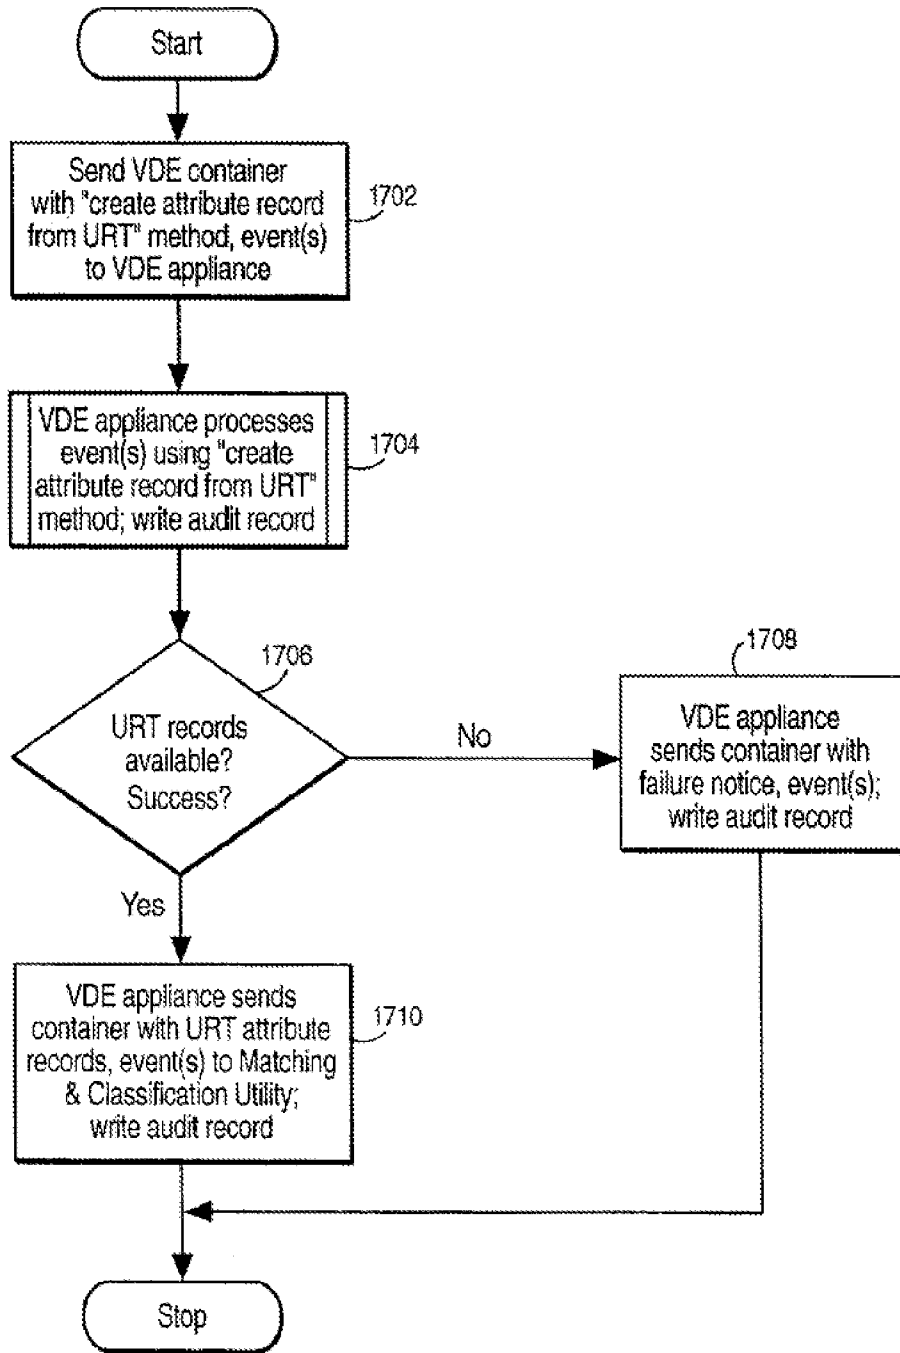 Start
Send VDE container
with "create attribute record
from URT" method, event(s)
to VDE appliance
1702
VDE appliance processes
event(s) using "create
attribute record from URT"
method; write audit record
1704
1706
URT records
available?
Success?
No
1708
VDE appliance
sends container with
failure notice, event(s);
write audit record
Yes
VDE appliance sends
container with URT attribute
records, event(s) to Matching
& Classification Utility;
write audit record
1710
Stop